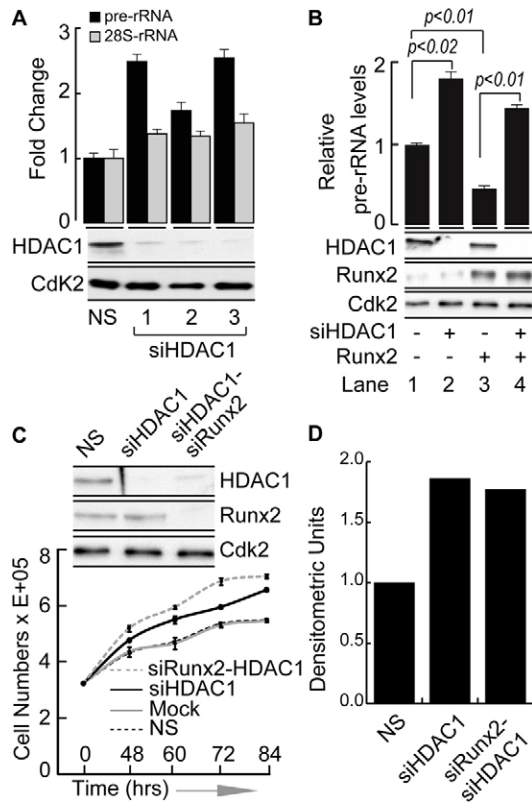 A
pre-rRNA
28S-rRNA
Fold Change
3
2
1
0
HDAC1
CdK2
NS 1 2 3
siHDAC1
B
p<0.01
p<0.02
p<0.01
Relative
pre-rRNA levels
2
1
0
HDAC1
Runx2
Cdk2
siHDAC1 - + - +
Runx2 - - + +
Lane 1 2 3 4
C
NS
siHDAC1
siHDAC1-
siRunx2
HDAC1
Runx2
Cdk2
Cell Numbers x E+05
8
6
4
2
0
siRunx2-HDAC1
siHDAC1
Mock
NS
0 48 60 72 84
Time (hrs)
D
Densitometric Units
2.0
1.5
1.0
0.5
0.0
NS
siHDAC1
siRunx2-
siHDAC1